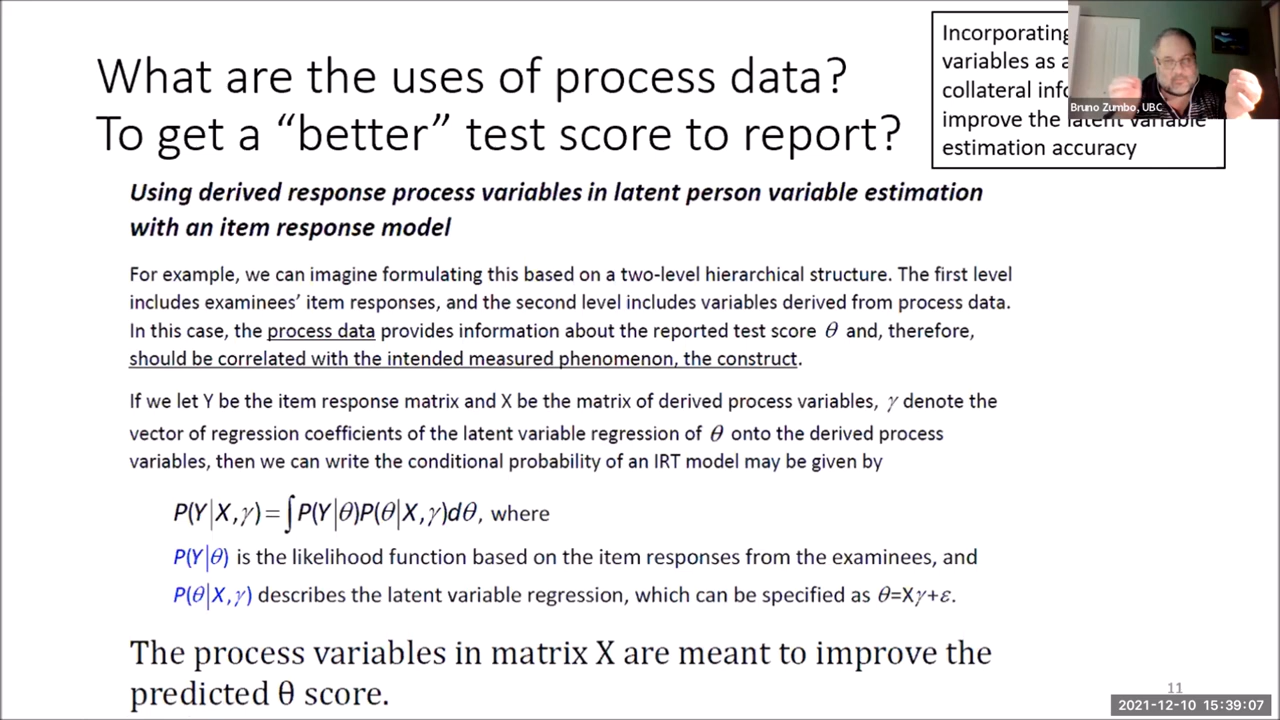 What are the uses of process data?
To get a “better” test score to report?
Incorporating
variables as a
collateral
improve the latent variable
estimation accuracy
Bruno Zumbo, UBC
Using derived response process variables in latent person variable estimation
with an item response model
For example, we can imagine formulating this based on a two-level hierarchical structure. The first level
includes examinees’ item responses, and the second level includes variables derived from process data.
In this case, the process data provides information about the reported test score θ and, therefore,
should be correlated with the intended measured phenomenon, the construct.
If we let Y be the item response matrix and X be the matrix of derived process variables, γ denote the
vector of regression coefficients of the latent variable regression of θ onto the derived process
variables, then we can write the conditional probability of an IRT model may be given by
P(Y|X,γ)=∫P(Y|θ)P(θ|X,γ)dθ, where
P(Y|θ) is the likelihood function based on the item responses from the examinees, and
P(θ|X,γ) describes the latent variable regression, which can be specified as θ=Xγ+ε.
The process variables in matrix X are meant to improve the
predicted θ score.
11
2021-12-10 15:39:07